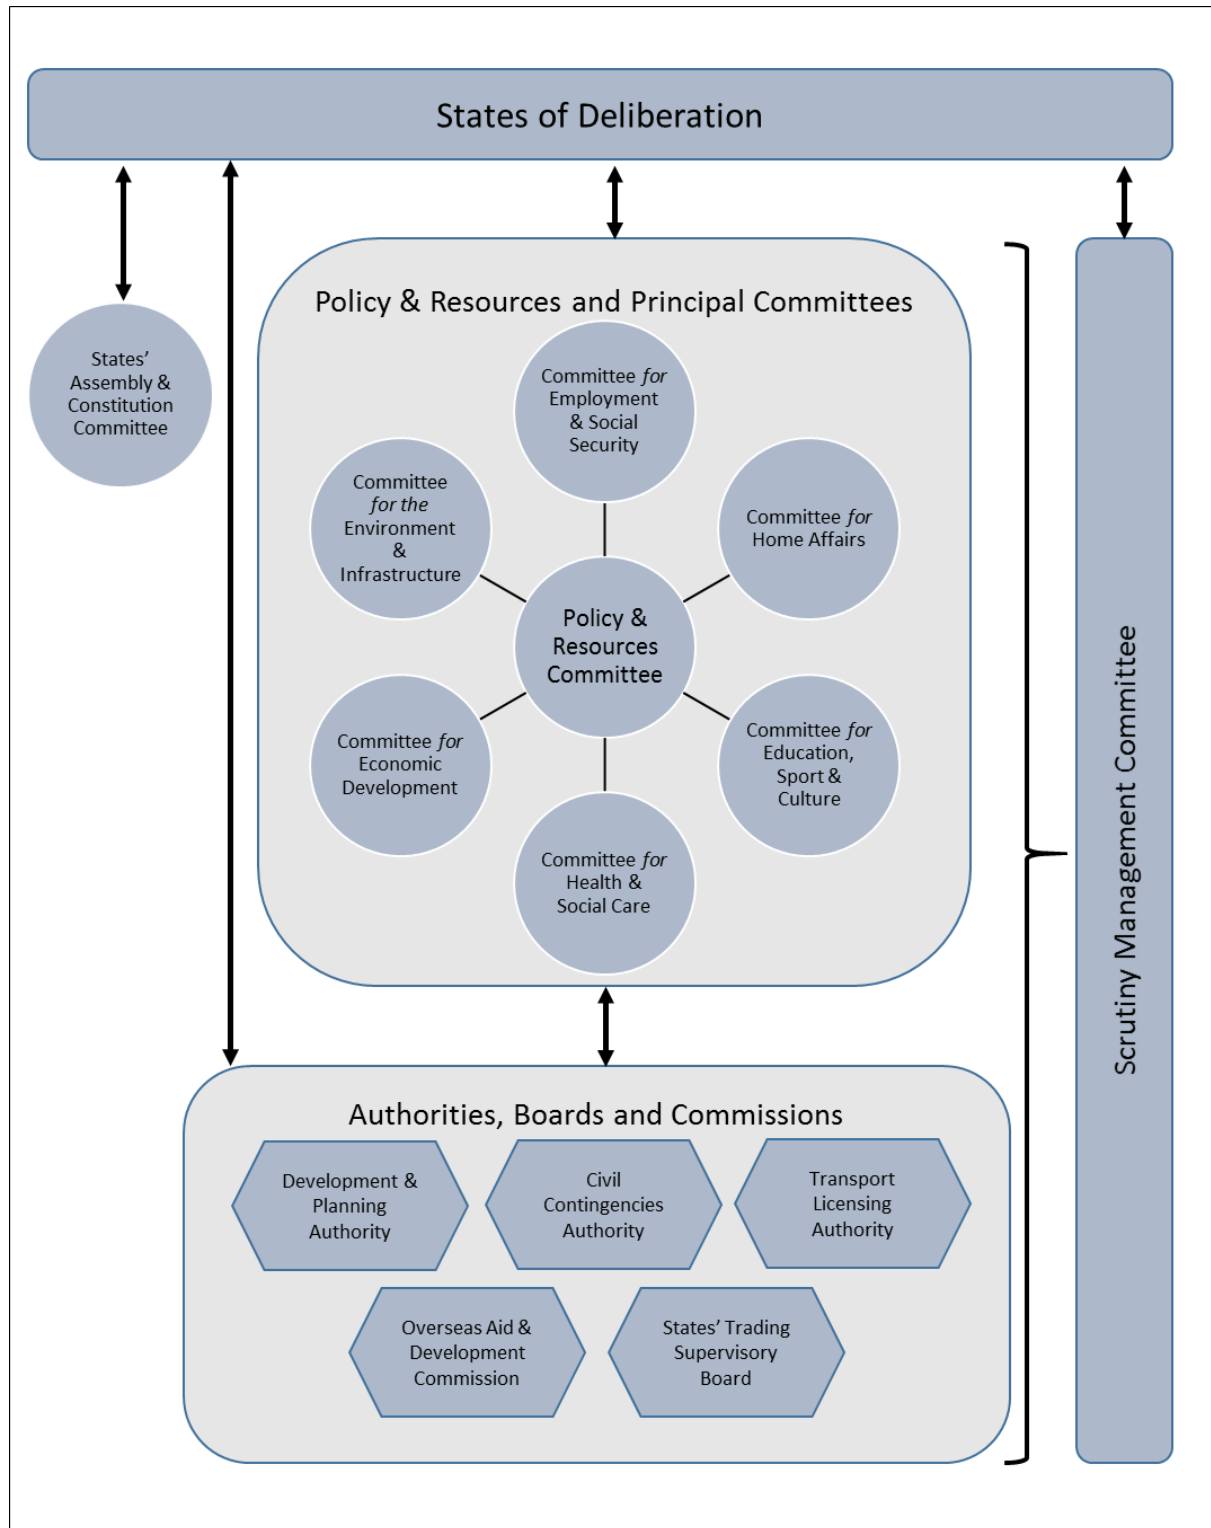 States of Deliberation
States’
Assembly &
Constitution
Committee
Policy & Resources and Principal Committees
Committee for
Employment
& Social
Security
Committee
for the
Environment
&
Infrastructure
Committee for
Home Affairs
Policy &
Resources
Committee
Committee for
Economic
Development
Committee for
Education,
Sport &
Culture
Committee for
Health &
Social Care
Scrutiny Management Committee
Authorities, Boards and Commissions
Development &
Planning
Authority
Civil
Contingencies
Authority
Transport
Licensing
Authority
Overseas Aid &
Development
Commission
States’ Trading
Supervisory
Board